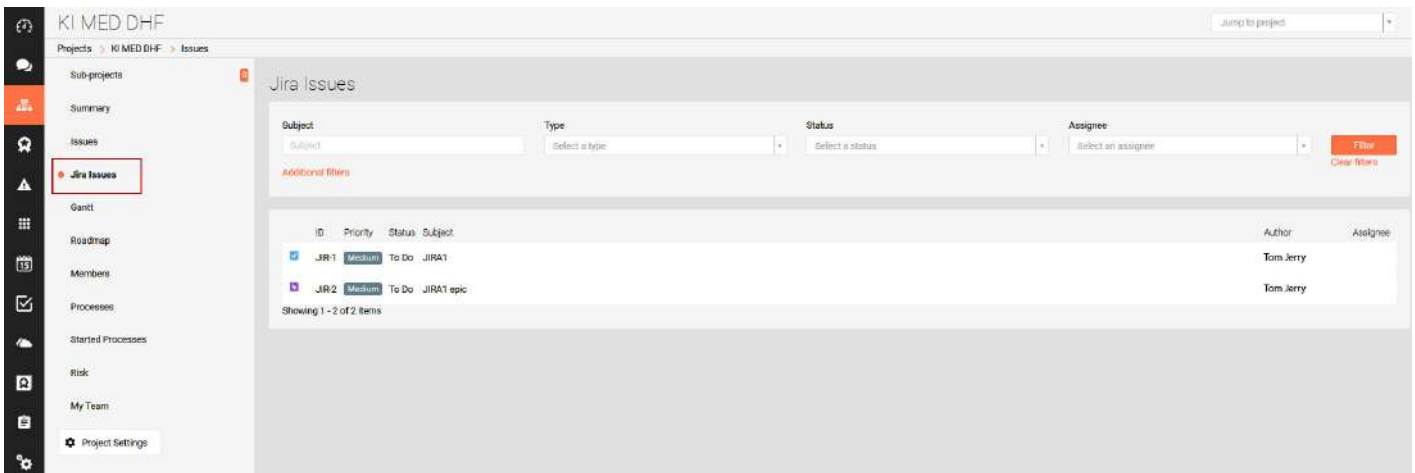 KI MED DHF
Jump to project
Projects > KI MED DHF > Issues
Sub-projects 0
Summary
Issues
Jira Issues
Gantt
Roadmap
Members
Processes
Started Processes
Risk
My Team
Project Settings
15
Jira Issues
Subject Type Status Assignee
Subject Select a type Select a status Select an assignee Filter
Additional filters Clear filters
ID Priority Status Subject Author Assignee
JIR-1 Medium To Do JIRA1 Tom Jerry
JIR-2 Medium To Do JIRA1 epic Tom Jerry
Showing 1 - 2 of 2 items